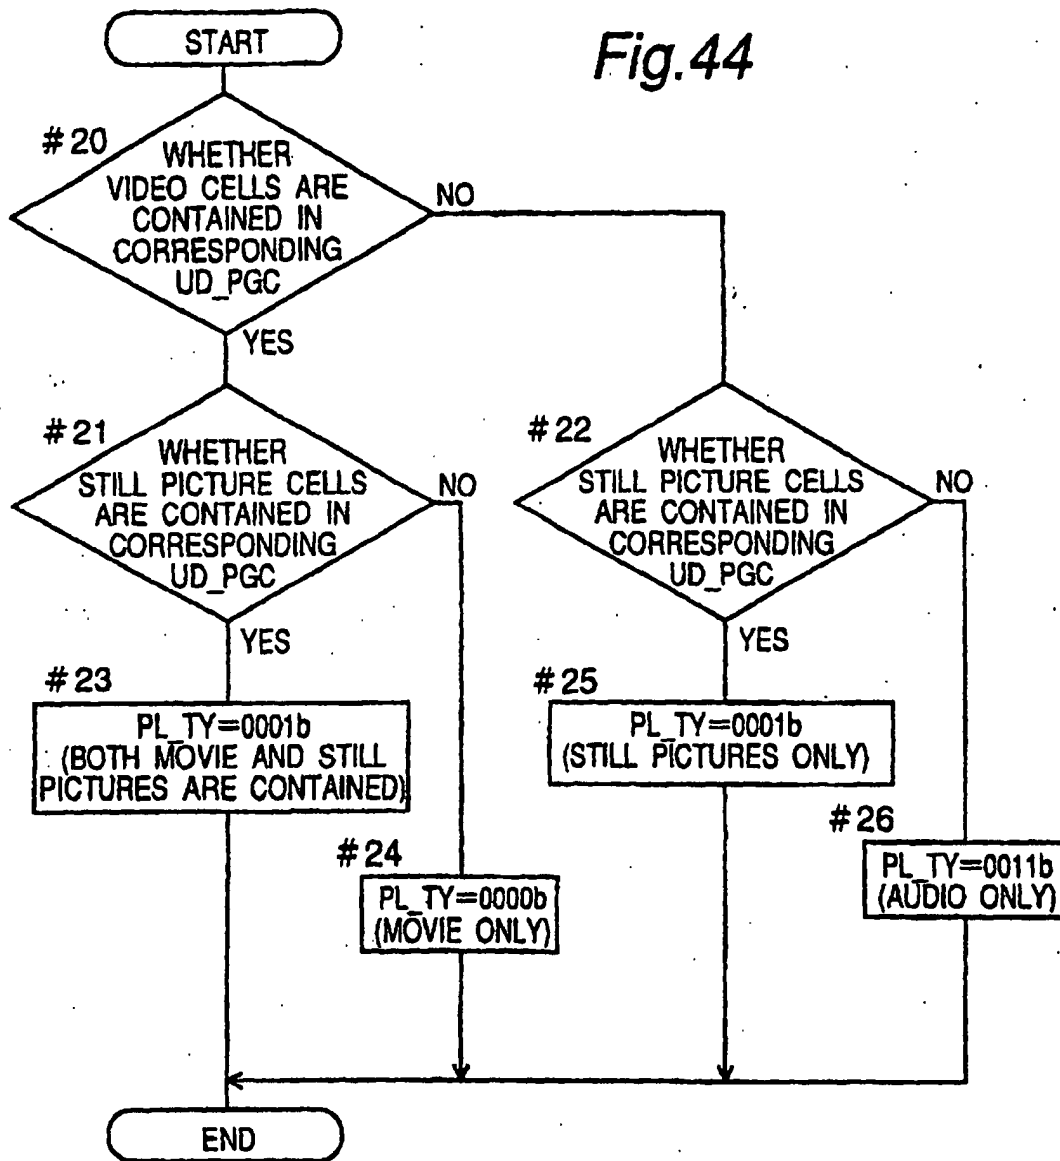 START
Fig.44
#20
WHETHER
VIDEO CELLS ARE
CONTAINED IN
CORRESPONDING
UD_PGC
NO
YES
#21
WHETHER
STILL PICTURE CELLS
ARE CONTAINED IN
CORRESPONDING
UD_PGC
NO
YES
#22
WHETHER
STILL PICTURE CELLS
ARE CONTAINED IN
CORRESPONDING
UD_PGC
NO
YES
#23
PL_TY=0001b
(BOTH MOVIE AND STILL
PICTURES ARE CONTAINED)
#24
PL_TY=0000b
(MOVIE ONLY)
#25
PL_TY=0001b
(STILL PICTURES ONLY)
#26
PL_TY=0011b
(AUDIO ONLY)
END